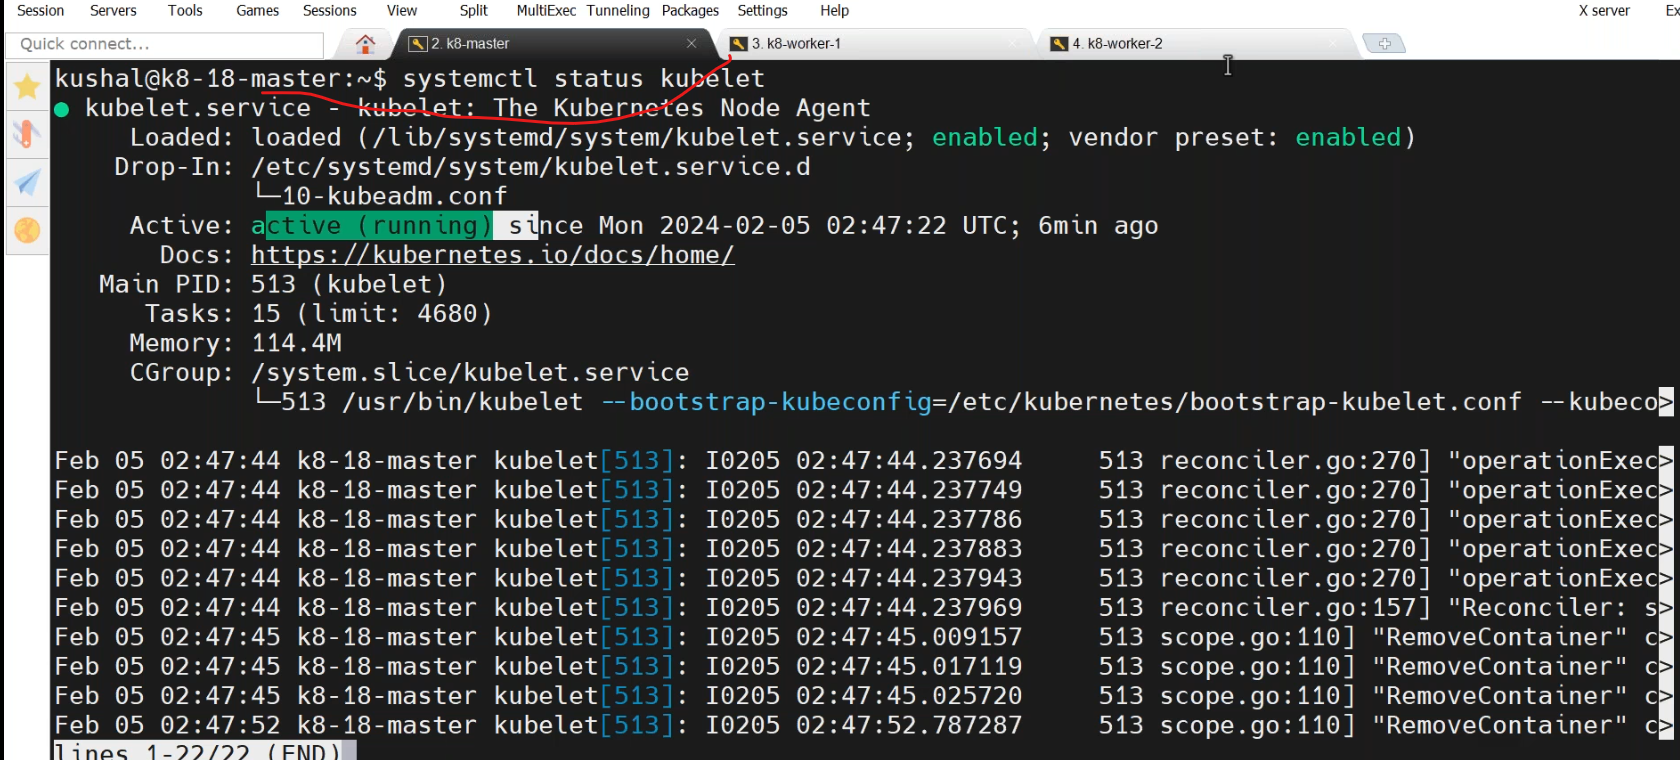 Session Servers Tools Games Sessions View Split MultiExec Tunneling Packages Settings Help X server Ex
Quick connect... 2. k8-master 3. k8-worker-1 4. k8-worker-2
kushal@k8-18-master:~$ systemctl status kubelet
● kubelet.service - kubelet: The Kubernetes Node Agent
Loaded: loaded (/lib/systemd/system/kubelet.service; enabled; vendor preset: enabled)
Drop-In: /etc/systemd/system/kubelet.service.d
└─10-kubeadm.conf
Active: active (running) since Mon 2024-02-05 02:47:22 UTC; 6min ago
Docs: https://kubernetes.io/docs/home/
Main PID: 513 (kubelet)
Tasks: 15 (limit: 4680)
Memory: 114.4M
CGroup: /system.slice/kubelet.service
└─513 /usr/bin/kubelet --bootstrap-kubeconfig=/etc/kubernetes/bootstrap-kubelet.conf --kubeco>
Feb 05 02:47:44 k8-18-master kubelet[513]: I0205 02:47:44.237694 513 reconciler.go:270] "operationExec>
Feb 05 02:47:44 k8-18-master kubelet[513]: I0205 02:47:44.237749 513 reconciler.go:270] "operationExec>
Feb 05 02:47:44 k8-18-master kubelet[513]: I0205 02:47:44.237786 513 reconciler.go:270] "operationExec>
Feb 05 02:47:44 k8-18-master kubelet[513]: I0205 02:47:44.237883 513 reconciler.go:270] "operationExec>
Feb 05 02:47:44 k8-18-master kubelet[513]: I0205 02:47:44.237943 513 reconciler.go:270] "operationExec>
Feb 05 02:47:44 k8-18-master kubelet[513]: I0205 02:47:44.237969 513 reconciler.go:157] "Reconciler: s>
Feb 05 02:47:45 k8-18-master kubelet[513]: I0205 02:47:45.009157 513 scope.go:110] "RemoveContainer" c>
Feb 05 02:47:45 k8-18-master kubelet[513]: I0205 02:47:45.017119 513 scope.go:110] "RemoveContainer" c>
Feb 05 02:47:45 k8-18-master kubelet[513]: I0205 02:47:45.025720 513 scope.go:110] "RemoveContainer" c>
Feb 05 02:47:52 k8-18-master kubelet[513]: I0205 02:47:52.787287 513 scope.go:110] "RemoveContainer" c>
lines 1-22/22 (END)